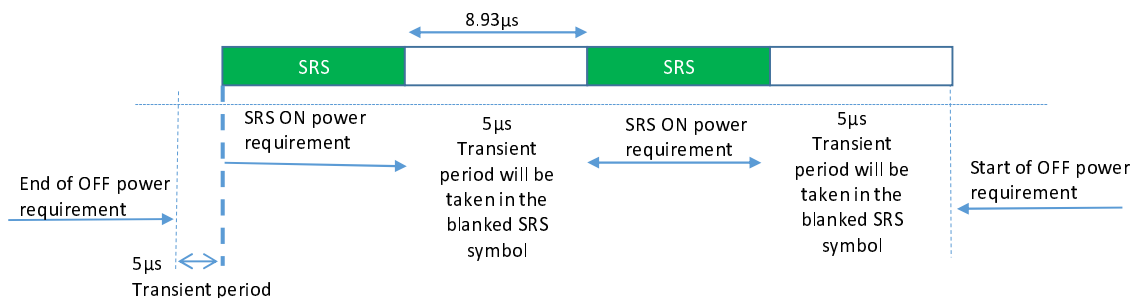 8.93µs
SRS
SRS
SRS ON power
requirement
5µs
Transient
period will be
taken in the
blanked SRS
symbol
SRS ON power
requirement
5µs
Transient
period will be
taken in the
blanked SRS
symbol
End of OFF power
requirement
Start of OFF power
requirement
5µs
Transient period